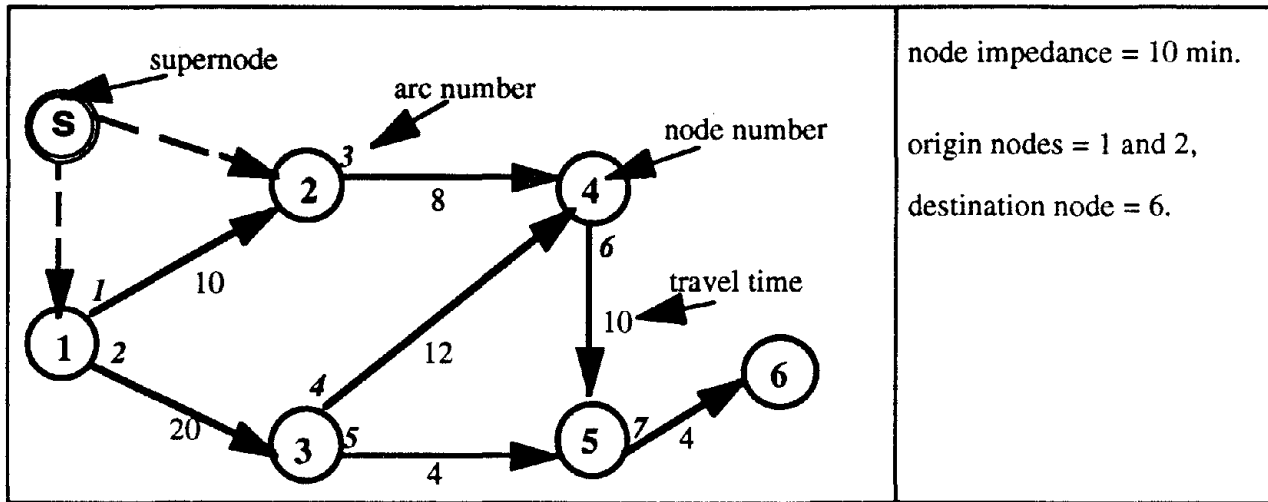 supernode
arc number
node number
S
3
2
8
4
6
1
10
travel time
10
1
2
12
4
6
20
3
5
4
5
7
4
node impedance = 10 min.
origin nodes = 1 and 2,
destination node = 6.